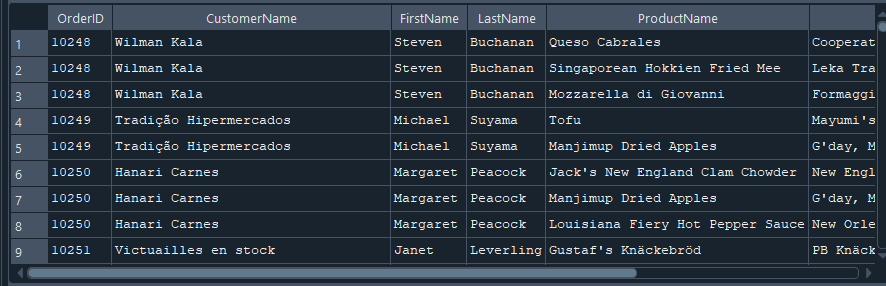 OrderID CustomerName FirstName LastName ProductName
1 10248 Wilman Kala Steven Buchanan Queso Cabrales Cooperat
2 10248 Wilman Kala Steven Buchanan Singaporean Hokkien Fried Mee Leka Tra
3 10248 Wilman Kala Steven Buchanan Mozzarella di Giovanni Formaggi
4 10249 Tradição Hipermercados Michael Suyama Tofu Mayumi's
5 10249 Tradição Hipermercados Michael Suyama Manjimup Dried Apples G'day, M
6 10250 Hanari Carnes Margaret Peacock Jack's New England Clam Chowder New Engl
7 10250 Hanari Carnes Margaret Peacock Manjimup Dried Apples G'day, M
8 10250 Hanari Carnes Margaret Peacock Louisiana Fiery Hot Pepper Sauce New Orle
9 10251 Victuailles en stock Janet Leverling Gustaf's Knäckebröd PB Knäck